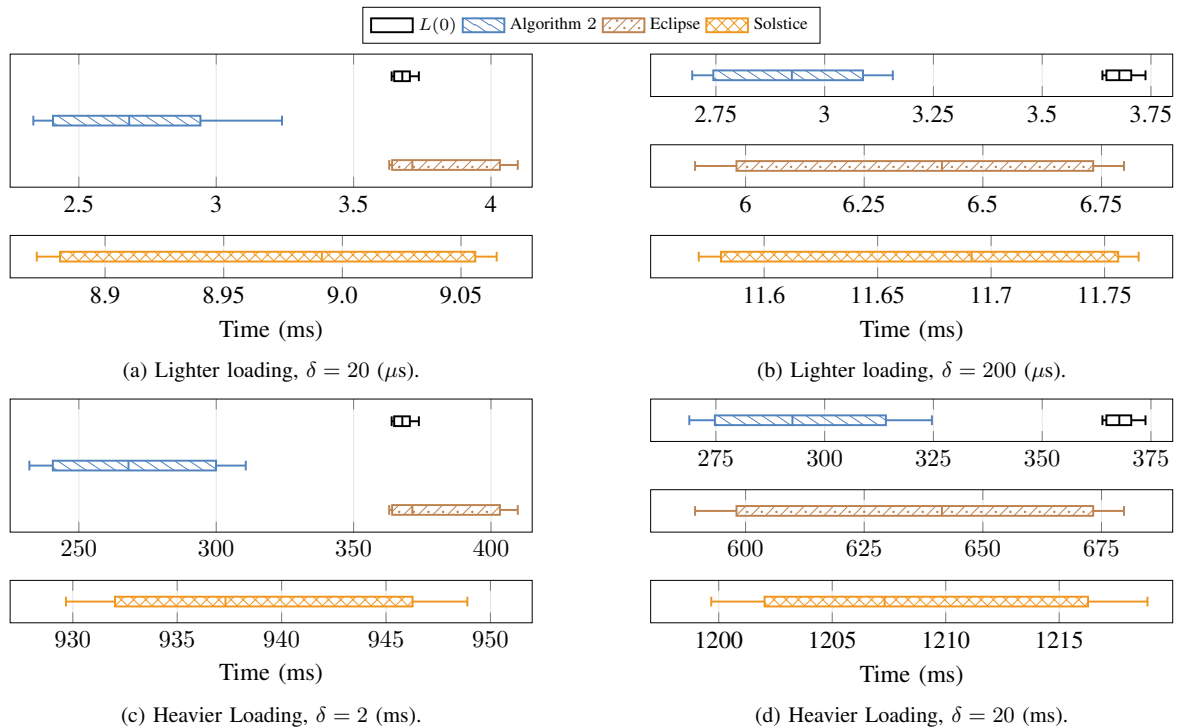 L(0) Algorithm 2 Eclipse Solstice
2.5 3 3.5 4
8.9 8.95 9.0 9.05
Time (ms)
(a) Lighter loading, δ = 20 (μs).
2.75 3 3.25 3.5 3.75
6 6.25 6.5 6.75
11.6 11.65 11.7 11.75
Time (ms)
(b) Lighter loading, δ = 200 (μs).
250 300 350 400
930 935 940 945 950
Time (ms)
(c) Heavier Loading, δ = 2 (ms).
275 300 325 350 375
600 625 650 675
1200 1205 1210 1215
Time (ms)
(d) Heavier Loading, δ = 20 (ms).